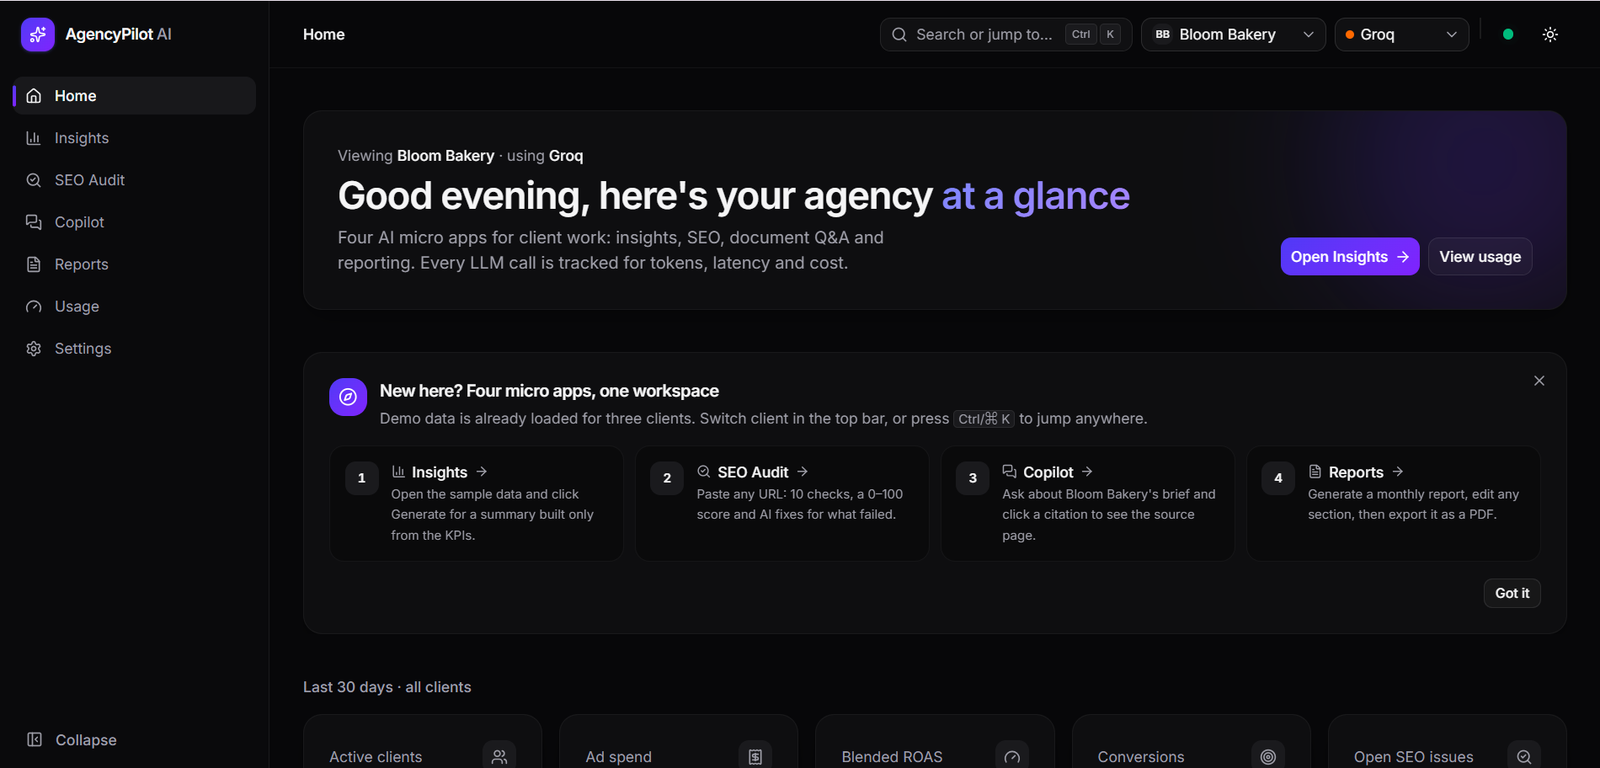 AgencyPilot AI
Home
Insights
SEO Audit
Copilot
Reports
Usage
Settings
Collapse
Home
Search or jump to... Ctrl K
BB Bloom Bakery
Groq
Viewing Bloom Bakery · using Groq
Good evening, here's your agency at a glance
Four AI micro apps for client work: insights, SEO, document Q&A and
reporting. Every LLM call is tracked for tokens, latency and cost.
Open Insights →
View usage
New here? Four micro apps, one workspace
Demo data is already loaded for three clients. Switch client in the top bar, or press Ctrl/⌘ K to jump anywhere.
1
Insights →
Open the sample data and click
Generate for a summary built only
from the KPIs.
2
SEO Audit →
Paste any URL: 10 checks, a 0–100
score and AI fixes for what failed.
3
Copilot →
Ask about Bloom Bakery's brief and
click a citation to see the source
page.
4
Reports →
Generate a monthly report, edit any
section, then export it as a PDF.
Got it
Last 30 days · all clients
Active clients
Ad spend
Blended ROAS
Conversions
Open SEO issues